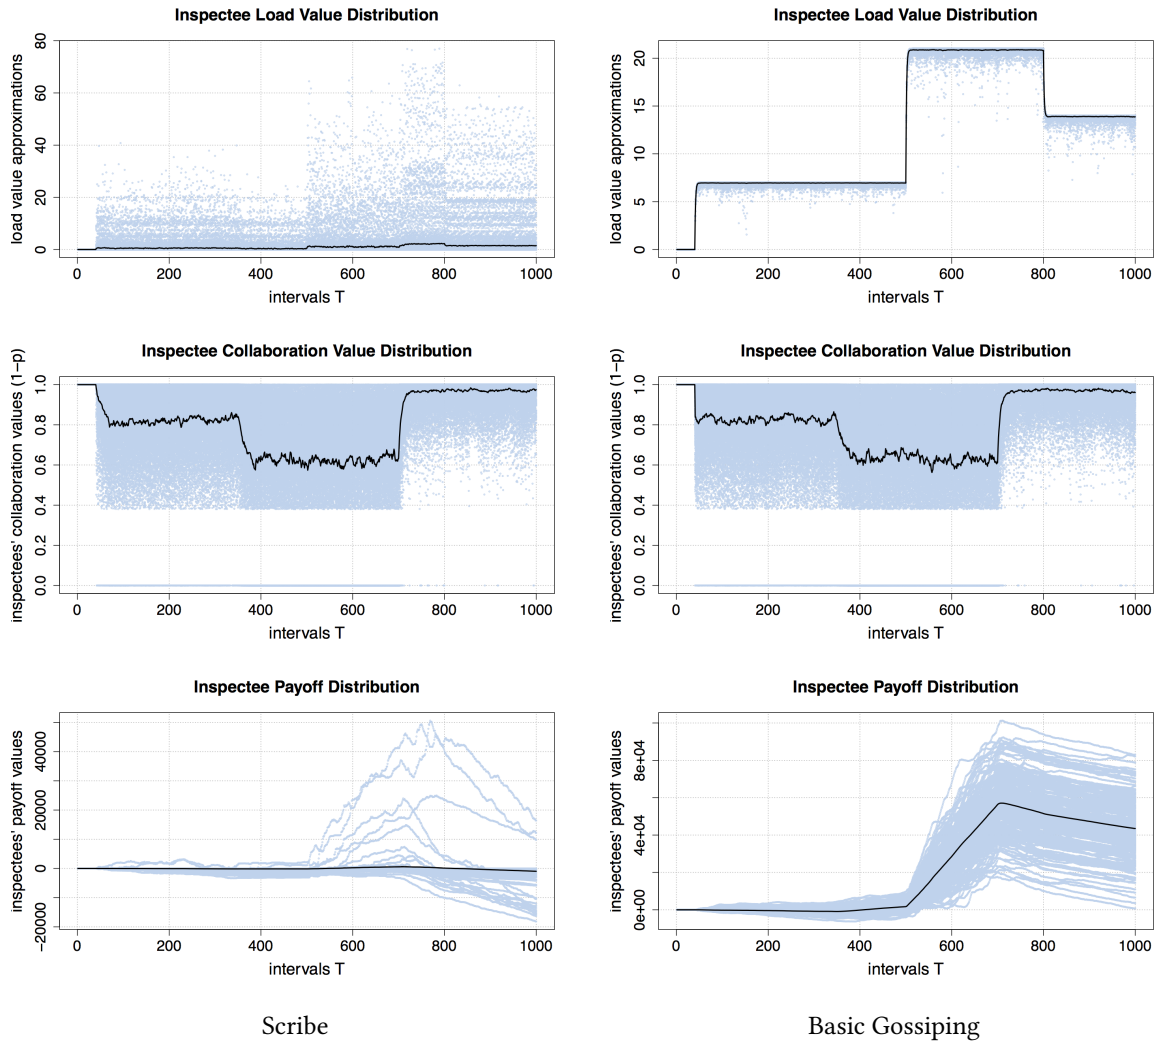 Inspectee Load Value Distribution
load value approximations
0 20 40 60 80
0 200 400 600 800 1000
intervals T
Inspectee Load Value Distribution
load value approximations
0 5 10 15 20
0 200 400 600 800 1000
intervals T
Inspectee Collaboration Value Distribution
inspectees' collaboration values (1−p)
0.0 0.2 0.4 0.6 0.8 1.0
0 200 400 600 800 1000
intervals T
Inspectee Collaboration Value Distribution
inspectees' collaboration values (1−p)
0.0 0.2 0.4 0.6 0.8 1.0
0 200 400 600 800 1000
intervals T
Inspectee Payoff Distribution
inspectees' payoff values
−20000 0 20000 40000
0 200 400 600 800 1000
intervals T
Inspectee Payoff Distribution
inspectees' payoff values
0e+00 4e+04 8e+04
0 200 400 600 800 1000
intervals T
Scribe
Basic Gossiping